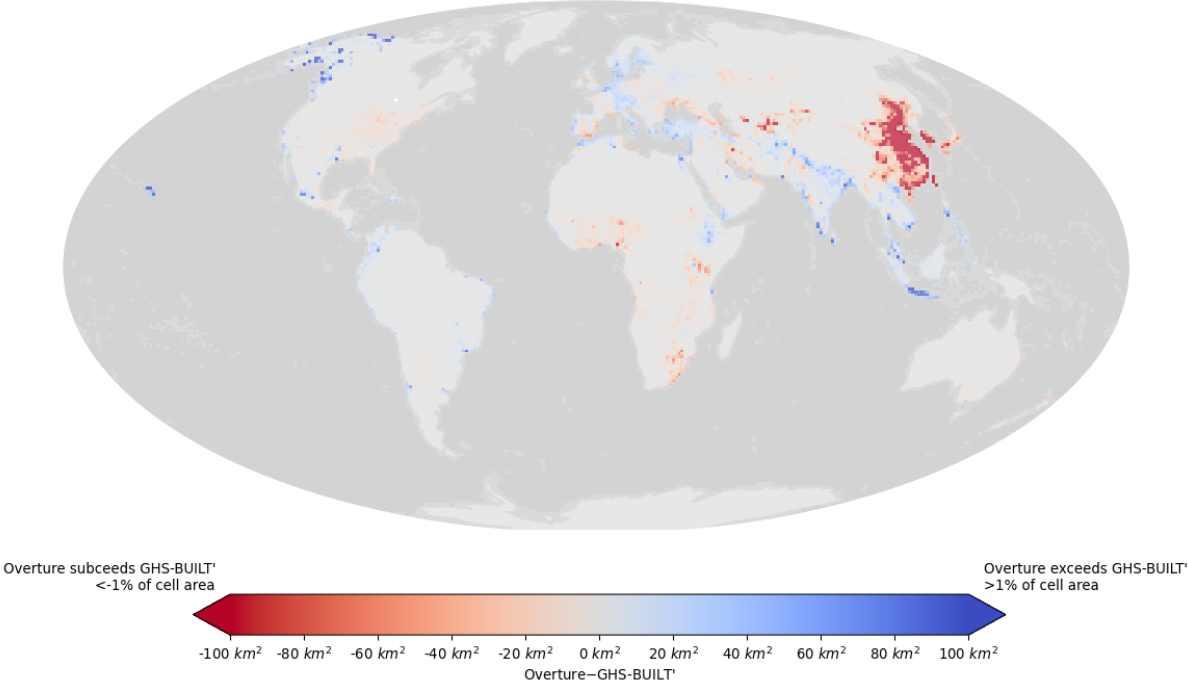 Overture subceeds GHS-BUILT'
<-1% of cell area
Overture exceeds GHS-BUILT'
>1% of cell area
-100 km² -80 km² -60 km² -40 km² -20 km² 0 km² 20 km² 40 km² 60 km² 80 km² 100 km²
Overture−GHS-BUILT'